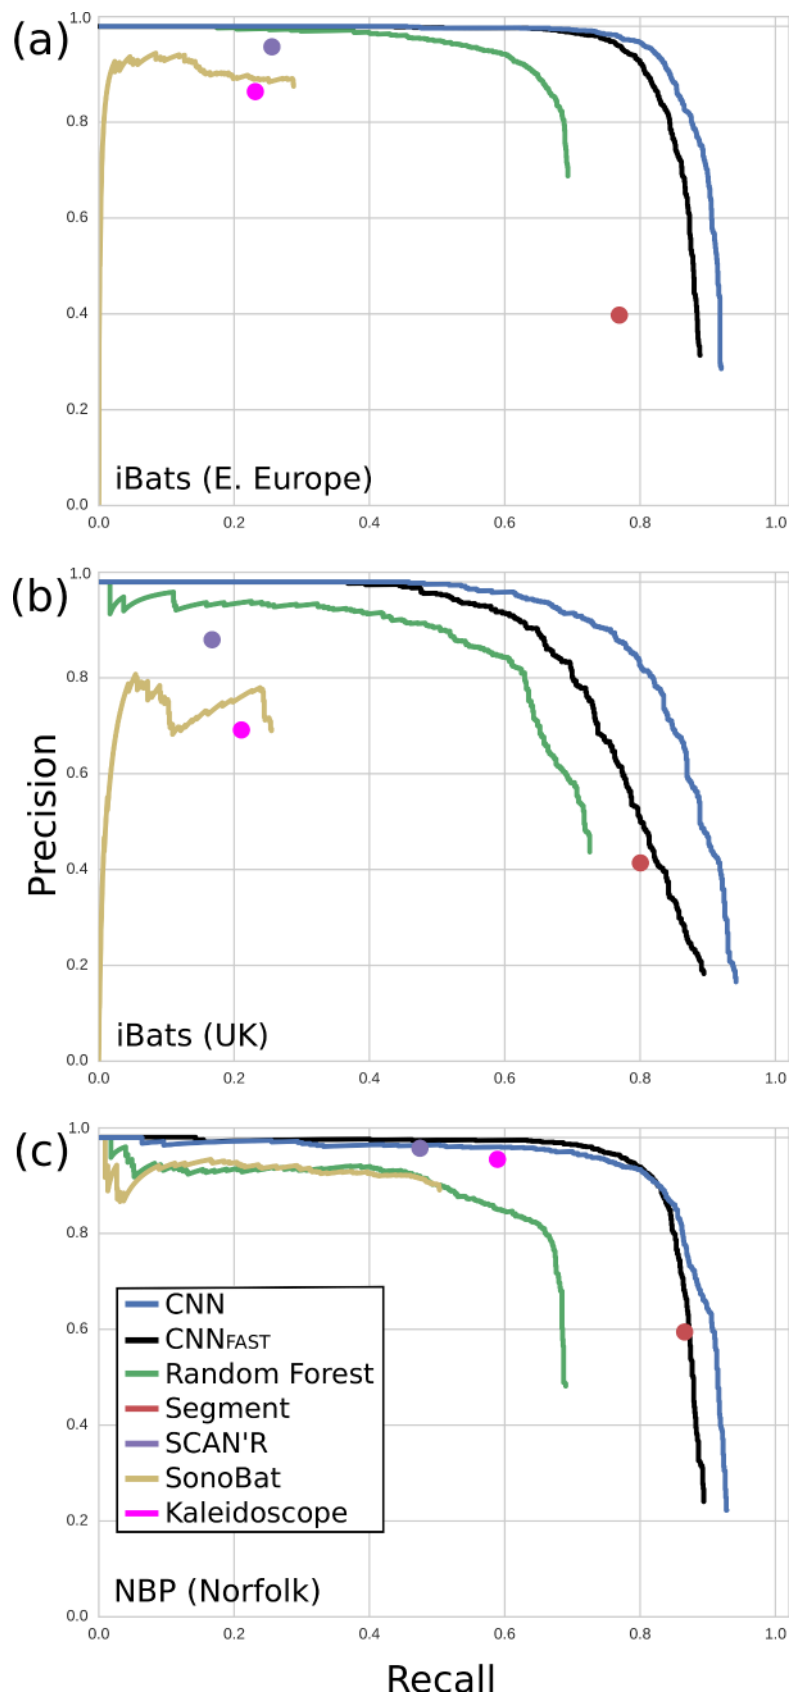 (a)
1.0
0.8
0.6
0.4
0.2
0.0
iBats (E. Europe)
0.0 0.2 0.4 0.6 0.8 1.0
(b)
1.0
0.8
0.6
0.4
0.2
0.0
Precision
iBats (UK)
0.0 0.2 0.4 0.6 0.8 1.0
(c)
1.0
0.8
0.6
0.4
0.2
0.0
CNN
CNNFAST
Random Forest
Segment
SCAN'R
SonoBat
Kaleidoscope
NBP (Norfolk)
0.0 0.2 0.4 0.6 0.8 1.0
Recall